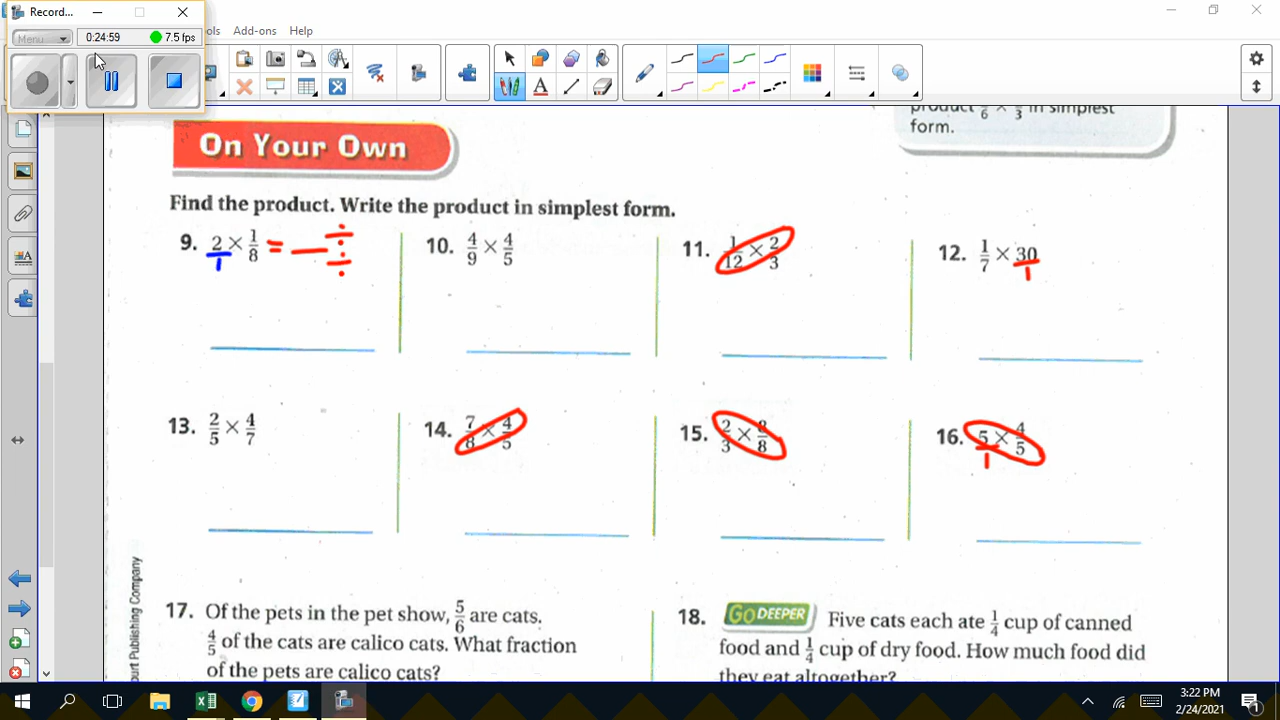 Record...
Menu
0:24:59
7.5 fps
Add-ons Help
form.
On Your Own
Find the product. Write the product in simplest form.
9. 2/1 × 1/8 = — ÷ ÷
10. 4/9 × 4/5
11. 1/12 × 2/3
12. 1/7 × 30/1
13. 2/5 × 4/7
14. 7/8 × 4/5
15. 2/3 × 8/8
16. 5/1 × 4/5
17. Of the pets in the pet show, 5/6 are cats.
4/5 of the cats are calico cats. What fraction
of the pets are calico cats?
18. Go DEEPER Five cats each ate 1/4 cup of canned
food and 1/4 cup of dry food. How much food did
they eat altogether?
Publishing Company
3:22 PM
2/24/2021